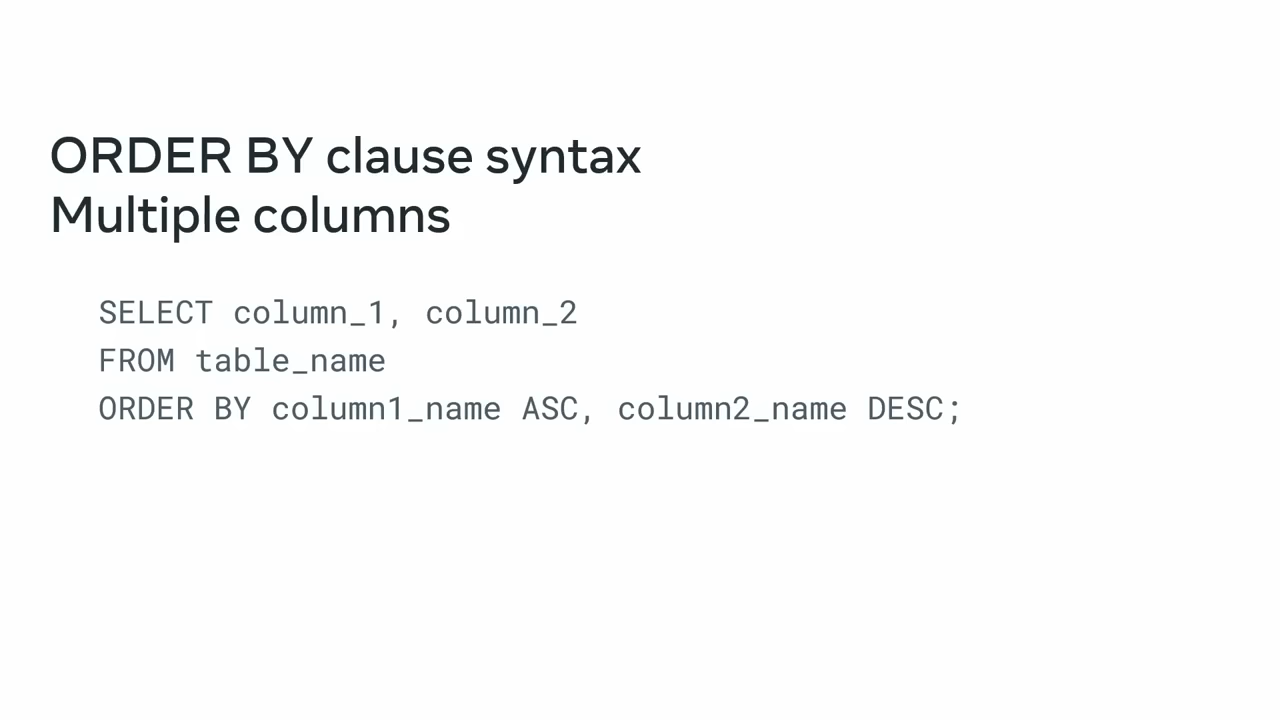 ORDER BY clause syntax
Multiple columns
SELECT column_1, column_2
FROM table_name
ORDER BY column1_name ASC, column2_name DESC;